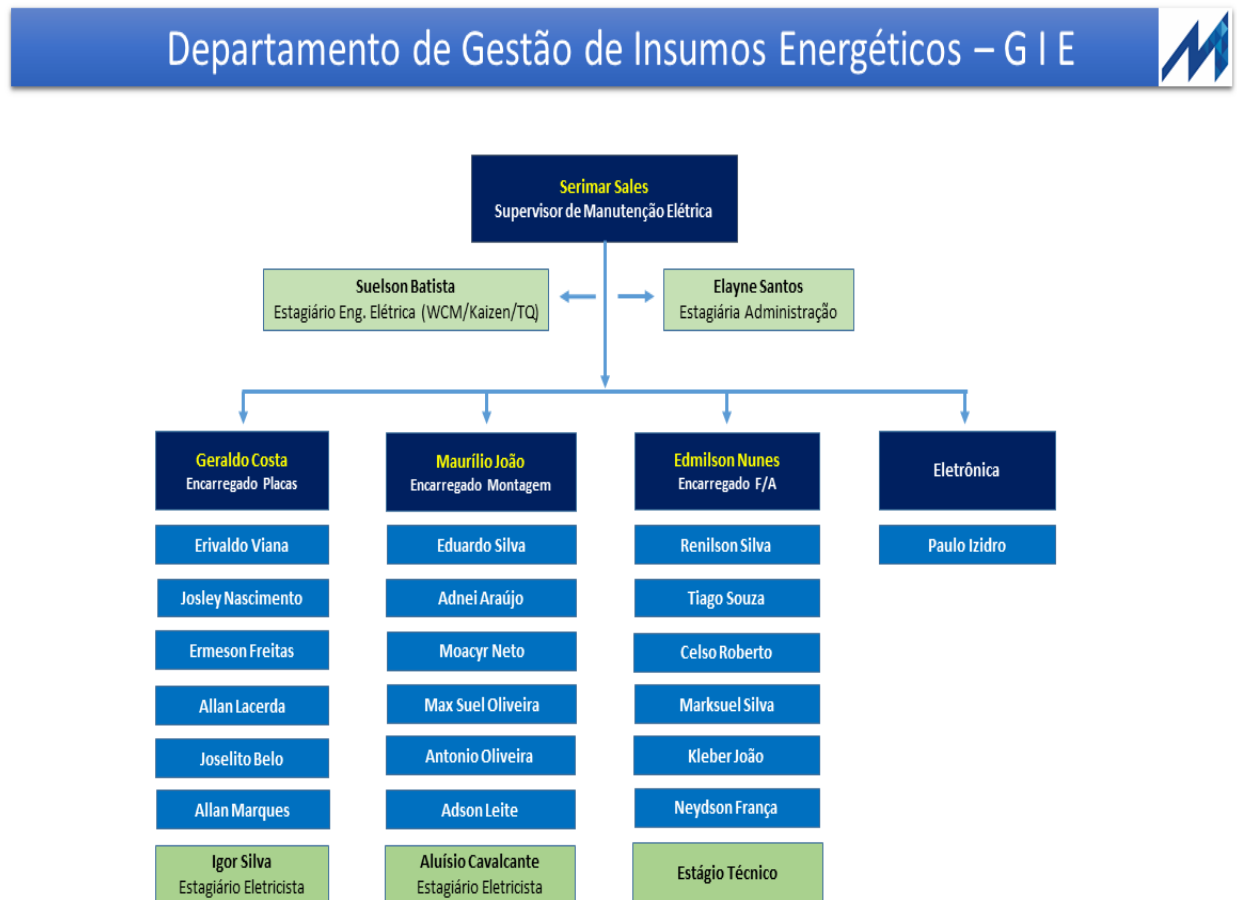 Departamento de Gestão de Insumos Energéticos – G I E
Serimar Sales
Supervisor de Manutenção Elétrica
Suelson Batista
Estagiário Eng. Elétrica (WCM/Kaizen/TQ)
Elayne Santos
Estagiária Administração
Geraldo Costa
Encarregado Placas
Erivaldo Viana
Josley Nascimento
Ermeson Freitas
Allan Lacerda
Joselito Belo
Allan Marques
Igor Silva
Estagiário Eletricista
Maurílio João
Encarregado Montagem
Eduardo Silva
Adnei Araújo
Moacyr Neto
Max Suel Oliveira
Antonio Oliveira
Adson Leite
Aluísio Cavalcante
Estagiário Eletricista
Edmilson Nunes
Encarregado F/A
Renilson Silva
Tiago Souza
Celso Roberto
Marksuel Silva
Kleber João
Neydson França
Estágio Técnico
Eletrônica
Paulo Izidro